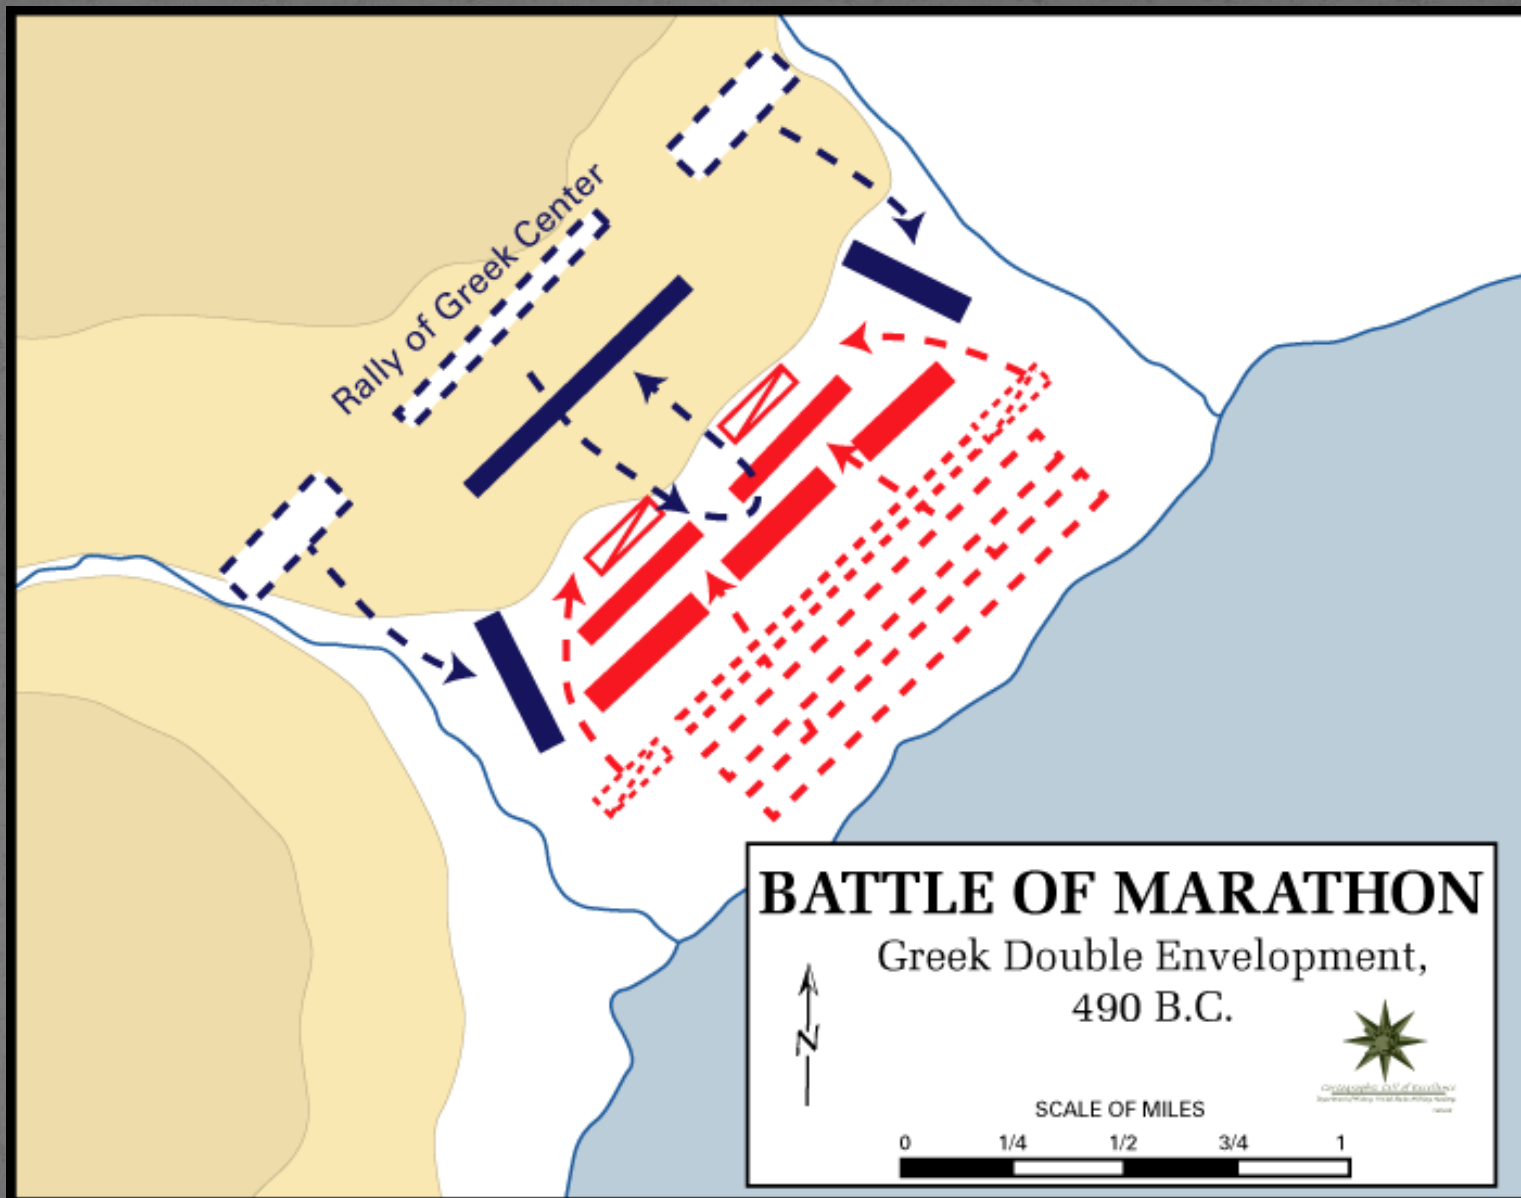 Rally of Greek Center
BATTLE OF MARATHON
Greek Double Envelopment,
490 B.C.
N
SCALE OF MILES
0 1/4 1/2 3/4 1